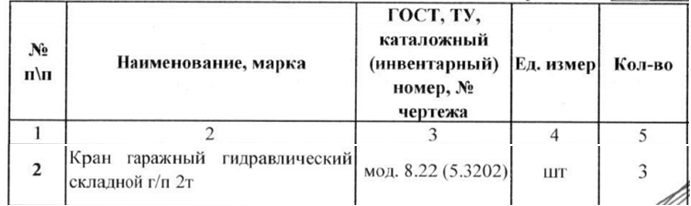 № п\п Наименование, марка ГОСТ, ТУ, каталожный (инвентарный) номер, № чертежа Ед. измер Кол-во
1 2 3 4 5
2 Кран гаражный гидравлический складной г/п 2т мод. 8.22 (5.3202) шт 3